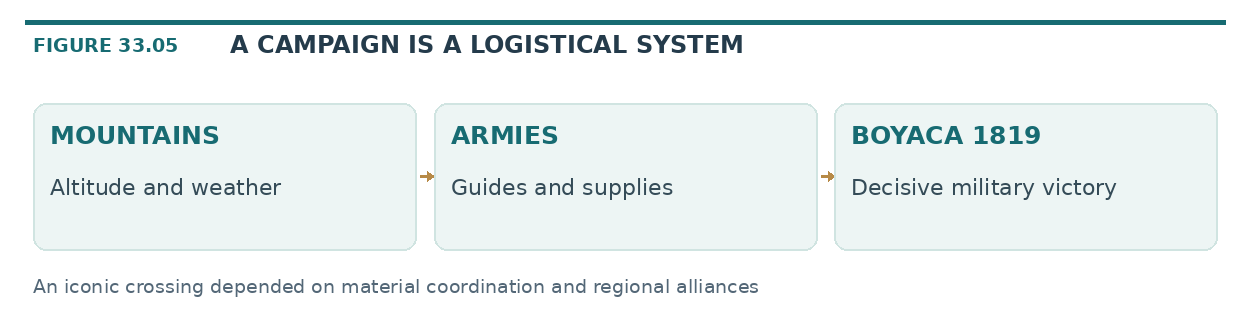 FIGURE 33.05 A CAMPAIGN IS A LOGISTICAL SYSTEM
MOUNTAINS
Altitude and weather
ARMIES
Guides and supplies
BOYACA 1819
Decisive military victory
An iconic crossing depended on material coordination and regional alliances